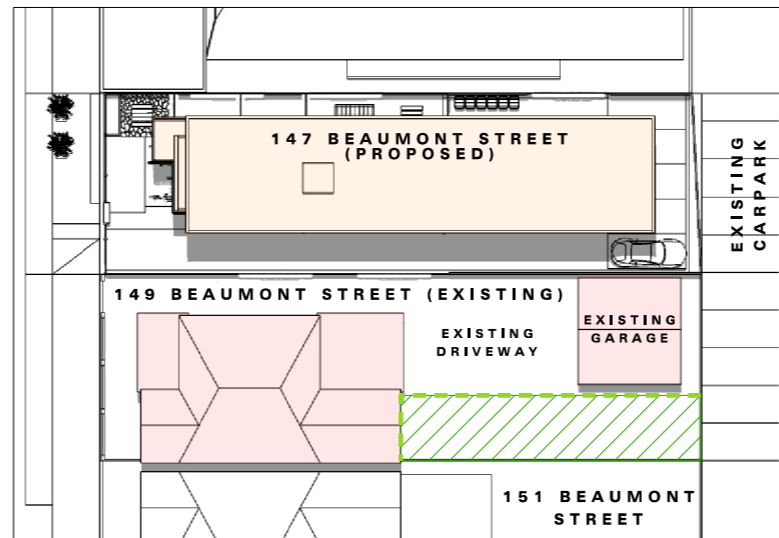 147 BEAUMONT STREET
(PROPOSED)
EXISTING
CARPARK
149 BEAUMONT STREET (EXISTING)
EXISTING
DRIVEWAY
EXISTING
GARAGE
151 BEAUMONT
STREET